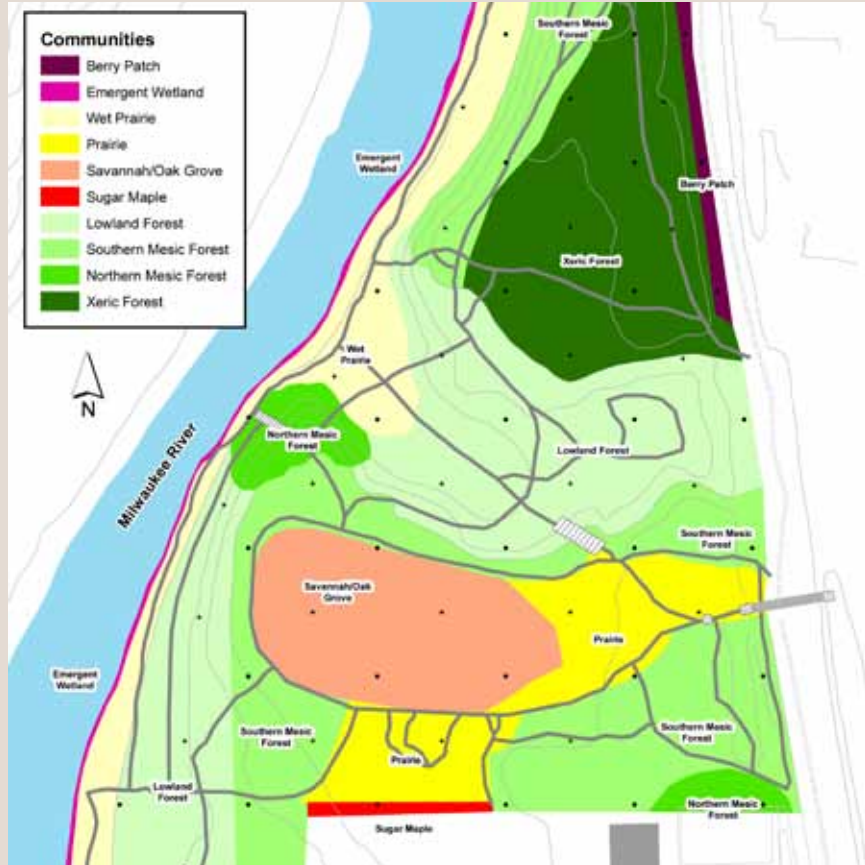 Communities
Berry Patch
Emergent Wetland
Wet Prairie
Prairie
Savannah/Oak Grove
Sugar Maple
Lowland Forest
Southern Mesic Forest
Northern Mesic Forest
Xeric Forest
N
Southern Mesic
Forest
Emergent
Wetland
Berry Patch
Xeric Forest
Wet
Prairie
Northern Mesic
Forest
Lowland Forest
Milwaukee River
Southern Mesic
Forest
Savannah/Oak
Grove
Prairie
Emergent
Wetland
Southern Mesic
Forest
Southern Mesic
Forest
Prairie
Lowland
Forest
Northern Mesic
Forest
Sugar Maple